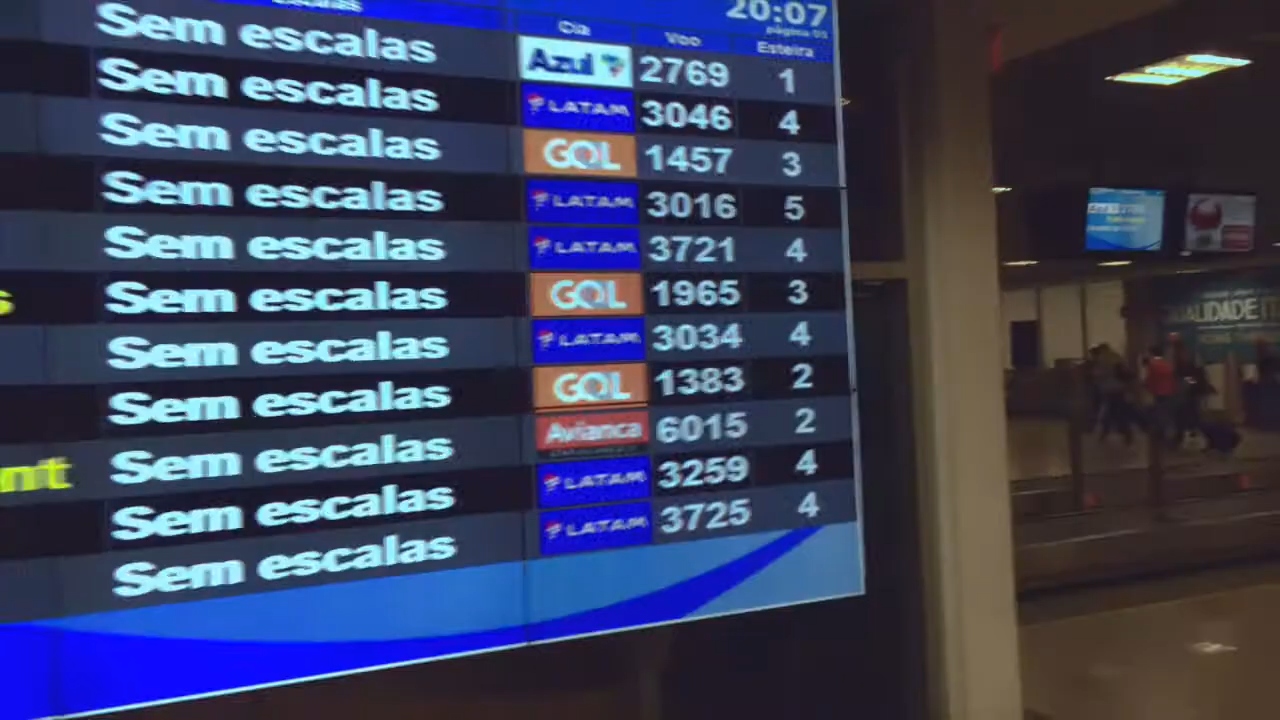 20:07
página 03
Escalas Cia Voo Esteira
Sem escalas Azul 2769 1
Sem escalas LATAM 3046 4
Sem escalas GOL 1457 3
Sem escalas LATAM 3016 5
Sem escalas LATAM 3721 4
Sem escalas GOL 1965 3
Sem escalas LATAM 3034 4
Sem escalas GOL 1383 2
Sem escalas Avianca 6015 2
Sem escalas LATAM 3259 4
Sem escalas LATAM 3725 4